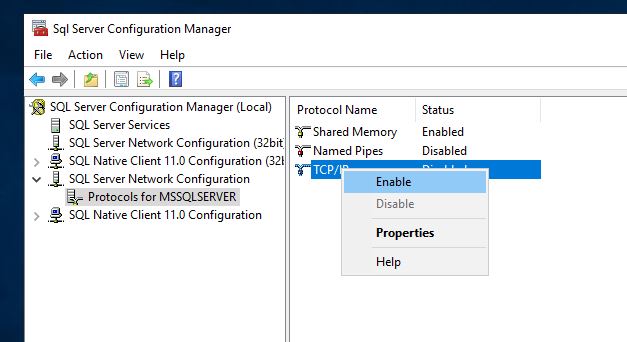 Sql Server Configuration Manager
File Action View Help
SQL Server Configuration Manager (Local)
SQL Server Services
SQL Server Network Configuration (32bit
SQL Native Client 11.0 Configuration (32
SQL Server Network Configuration
Protocols for MSSQLSERVER
SQL Native Client 11.0 Configuration
Protocol Name Status
Shared Memory Enabled
Named Pipes Disabled
TCP/IP
Enable
Disable
Properties
Help